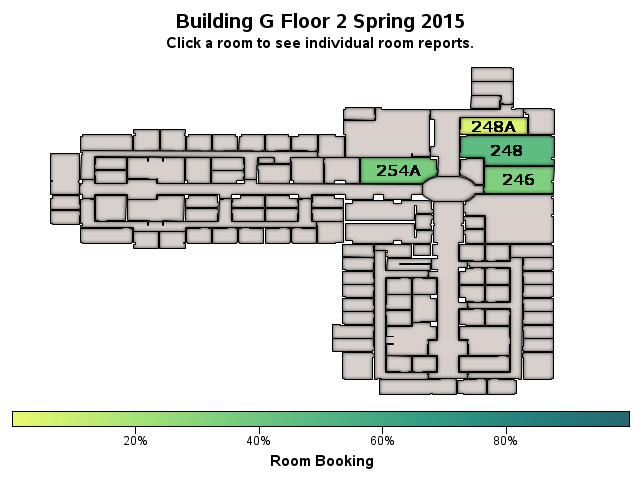 Building G Floor 2 Spring 2015
Click a room to see individual room reports.
248A
248
254A
246
20%
40%
60%
80%
Room Booking